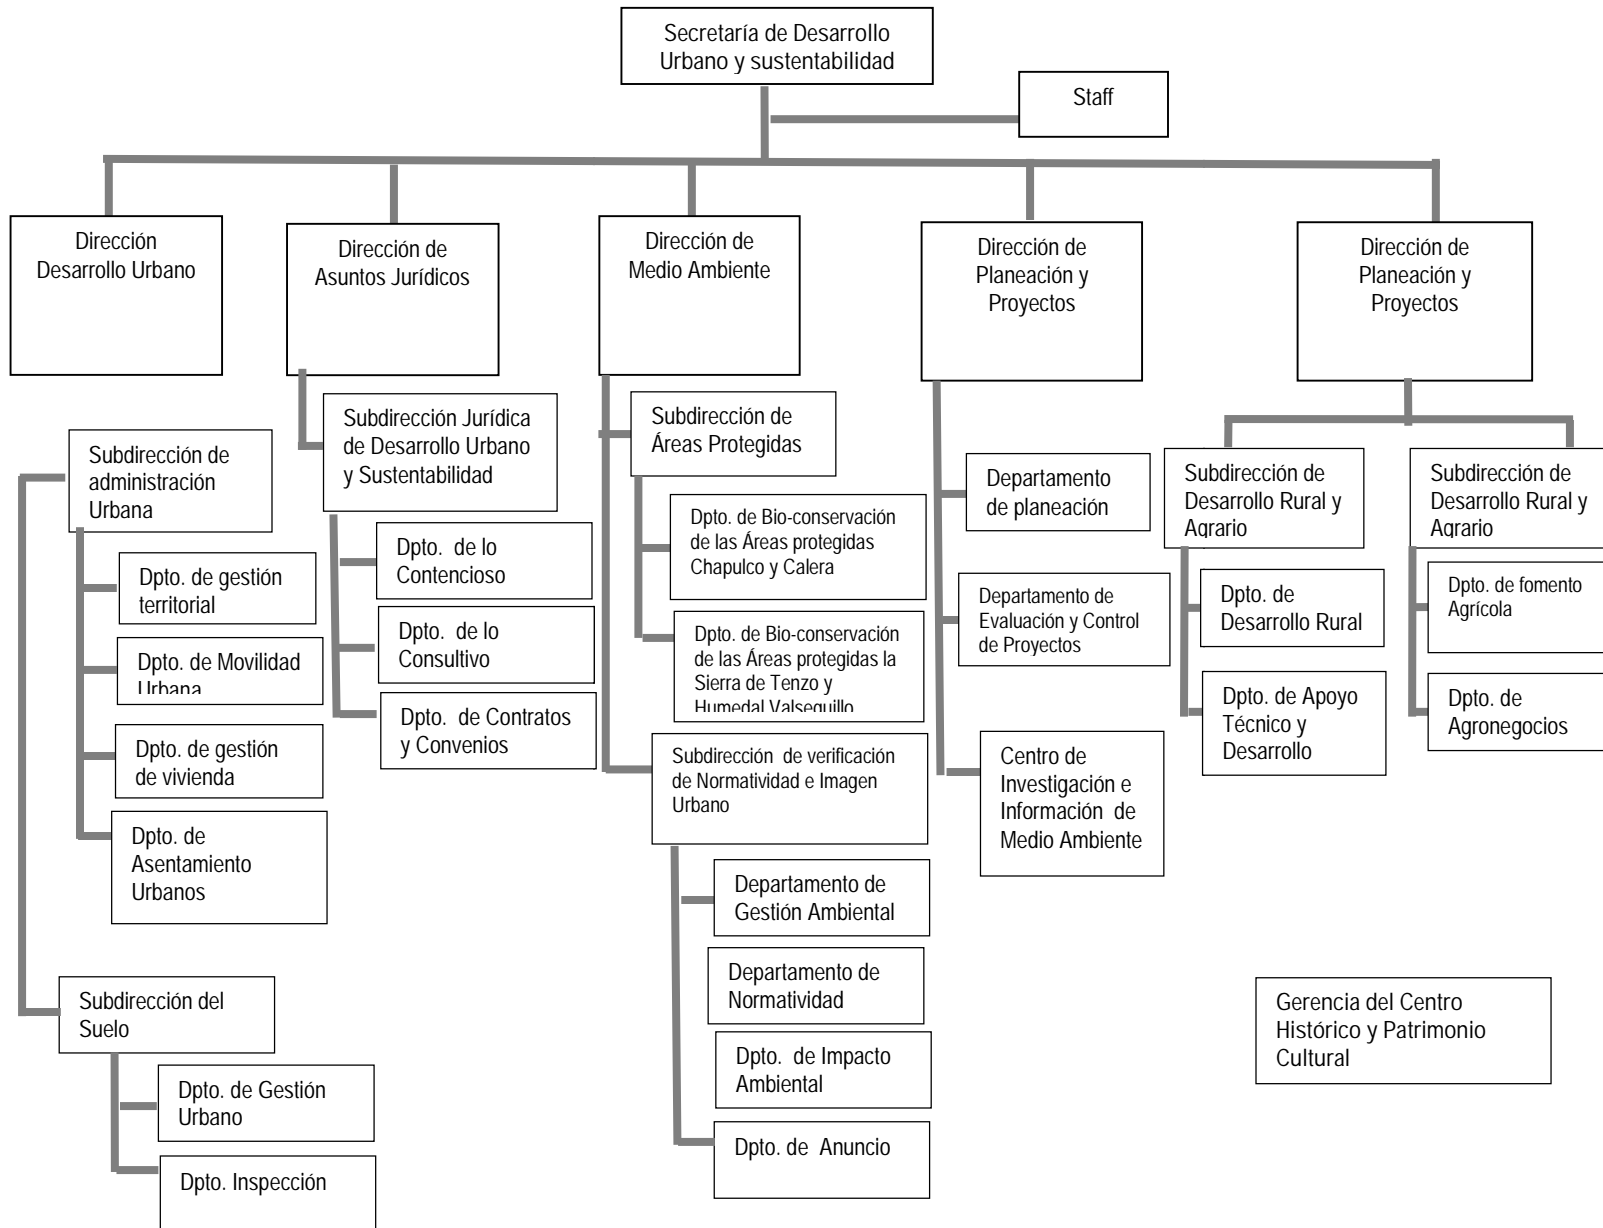 Secretaría de Desarrollo
Urbano y sustentabilidad
Staff
Dirección
Desarrollo Urbano
Dirección de
Asuntos Jurídicos
Dirección de
Medio Ambiente
Dirección de
Planeación y
Proyectos
Dirección de
Planeación y
Proyectos
Subdirección de
administración
Urbana
Dpto. de gestión
territorial
Dpto. de Movilidad
Urbana
Dpto. de gestión
de vivienda
Dpto. de
Asentamiento
Urbanos
Subdirección del
Suelo
Dpto. de Gestión
Urbano
Dpto. Inspección
Subdirección Jurídica
de Desarrollo Urbano
y Sustentabilidad
Dpto. de lo
Contencioso
Dpto. de lo
Consultivo
Dpto. de Contratos
y Convenios
Subdirección de
Áreas Protegidas
Dpto. de Bio-conservación
de las Áreas protegidas
Chapulco y Calera
Dpto. de Bio-conservación
de las Áreas protegidas la
Sierra de Tenzo y
Humedal Valsequillo
Subdirección de verificación
de Normatividad e Imagen
Urbano
Departamento de
Gestión Ambiental
Departamento de
Normatividad
Dpto. de Impacto
Ambiental
Dpto. de Anuncio
Departamento
de planeación
Departamento de
Evaluación y Control
de Proyectos
Centro de
Investigación e
Información de
Medio Ambiente
Subdirección de
Desarrollo Rural y
Agrario
Dpto. de
Desarrollo Rural
Dpto. de Apoyo
Técnico y
Desarrollo
Subdirección de
Desarrollo Rural y
Agrario
Dpto. de fomento
Agrícola
Dpto. de
Agronegocios
Gerencia del Centro
Histórico y Patrimonio
Cultural